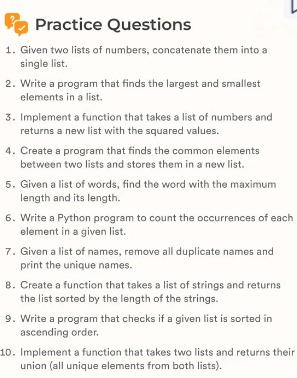 Practice Questions
1. Given two lists of numbers, concatenate them into a
single list.
2. Write a program that finds the largest and smallest
elements in a list.
3. Implement a function that takes a list of numbers and
returns a new list with the squared values.
4. Create a program that finds the common elements
between two lists and stores them in a new list.
5. Given a list of words, find the word with the maximum
length and its length.
6. Write a Python program to count the occurrences of each
element in a given list.
7. Given a list of names, remove all duplicate names and
print the unique names.
8. Create a function that takes a list of strings and returns
the list sorted by the length of the strings.
9. Write a program that checks if a given list is sorted in
ascending order.
10. Implement a function that takes two lists and returns their
union (all unique elements from both lists).